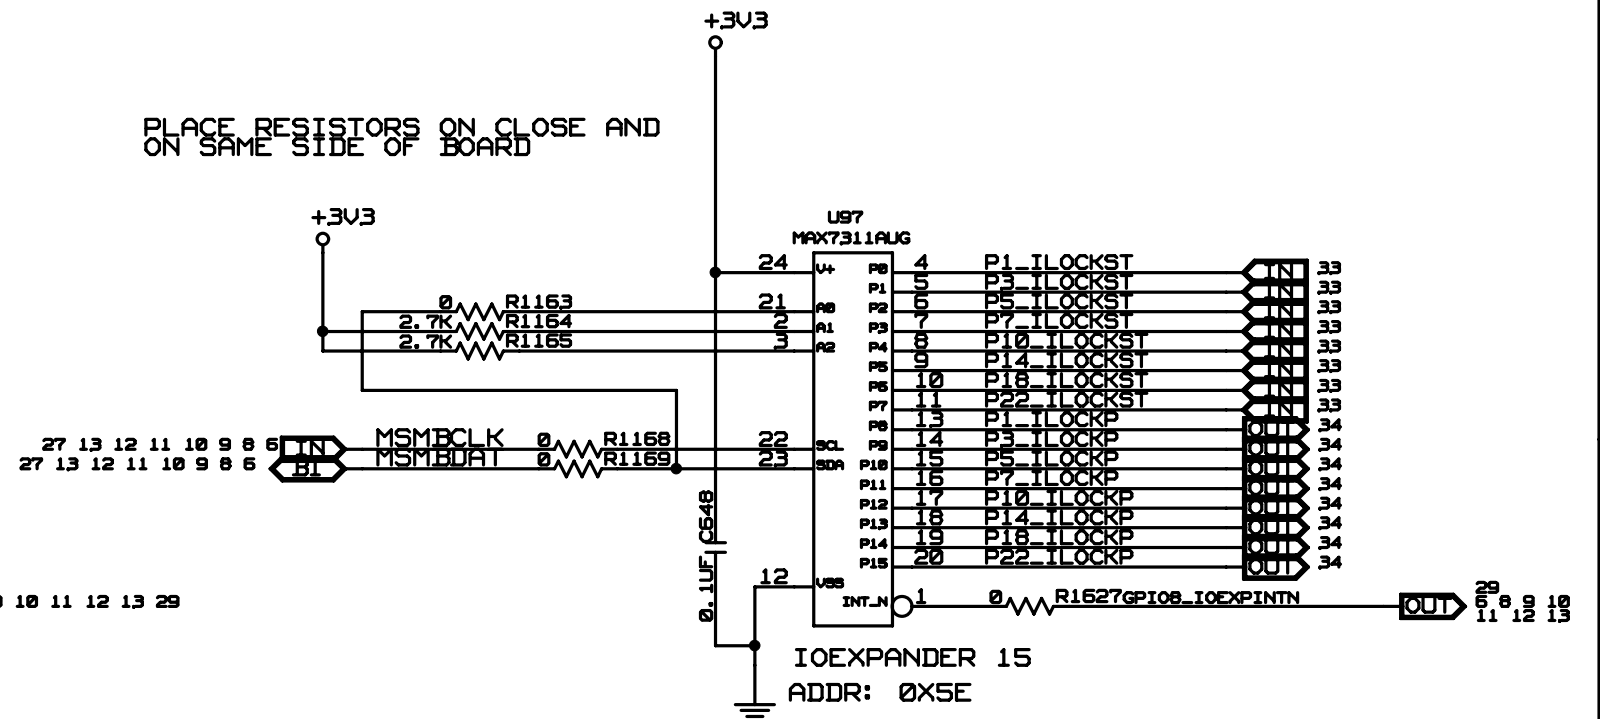 +3V3
PLACE RESISTORS ON CLOSE AND
ON SAME SIDE OF BOARD
+3V3
U97
MAX7311AUG
24 V+ P0 4 P1_ILOCKST IN 33
P1 5 P3_ILOCKST IN 33
0 R1163 21 A0 P2 6 P5_ILOCKST IN 33
2.7K R1164 2 A1 P3 7 P7_ILOCKST IN 33
2.7K R1165 3 A2 P4 8 P10_ILOCKST IN 33
P5 9 P14_ILOCKST IN 33
P6 10 P18_ILOCKST IN 33
P7 11 P22_ILOCKST IN 33
P8 13 P1_ILOCKP OUT 34
27 13 12 11 10 9 8 6 IN MSMBCLK 0 R1168 22 SCL P9 14 P3_ILOCKP OUT 34
27 13 12 11 10 9 8 6 BI MSMBDAT 0 R1169 23 SDA P10 15 P5_ILOCKP OUT 34
P11 16 P7_ILOCKP OUT 34
P12 17 P10_ILOCKP OUT 34
P13 18 P14_ILOCKP OUT 34
P14 19 P18_ILOCKP OUT 34
P15 20 P22_ILOCKP OUT 34
0.1UF C648
12 VSS
INT_N 1 0 R1627 GPIO8_IOEXPINTN OUT
29
6 8 9 10
11 12 13
10 11 12 13 29
IOEXPANDER 15
ADDR: 0X5E